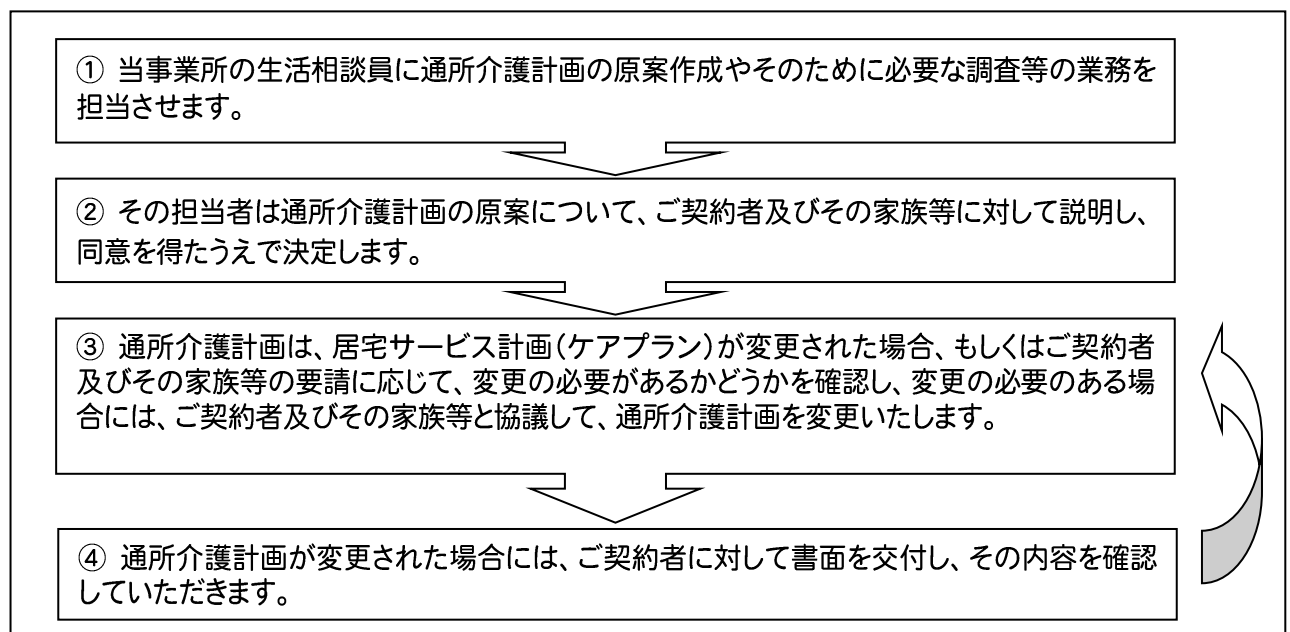 ① 当事業所の生活相談員に通所介護計画の原案作成やそのために必要な調査等の業務を
担当させます。
② その担当者は通所介護計画の原案について、ご契約者及びその家族等に対して説明し、
同意を得たうえで決定します。
③ 通所介護計画は、居宅サービス計画(ケアプラン)が変更された場合、もしくはご契約者
及びその家族等の要請に応じて、変更の必要があるかどうかを確認し、変更の必要のある場
合には、ご契約者及びその家族等と協議して、通所介護計画を変更いたします。
④ 通所介護計画が変更された場合には、ご契約者に対して書面を交付し、その内容を確認
していただきます。